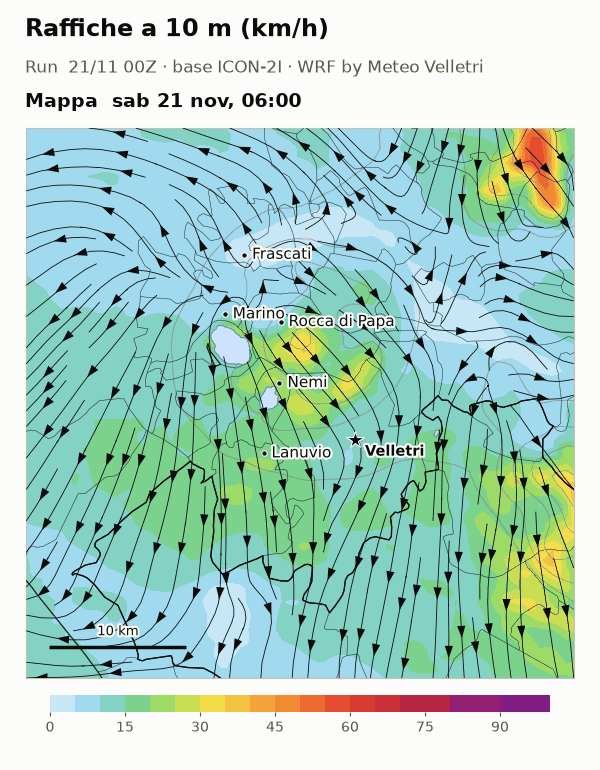 Raffiche a 10 m (km/h)
Run  21/11 00Z · base ICON-2I · WRF by Meteo Velletri
Mappa  sab 21 nov, 06:00
Frascati
Marino
Rocca di Papa
Nemi
Velletri
Lanuvio
10 km
0 15 30 45 60 75 90